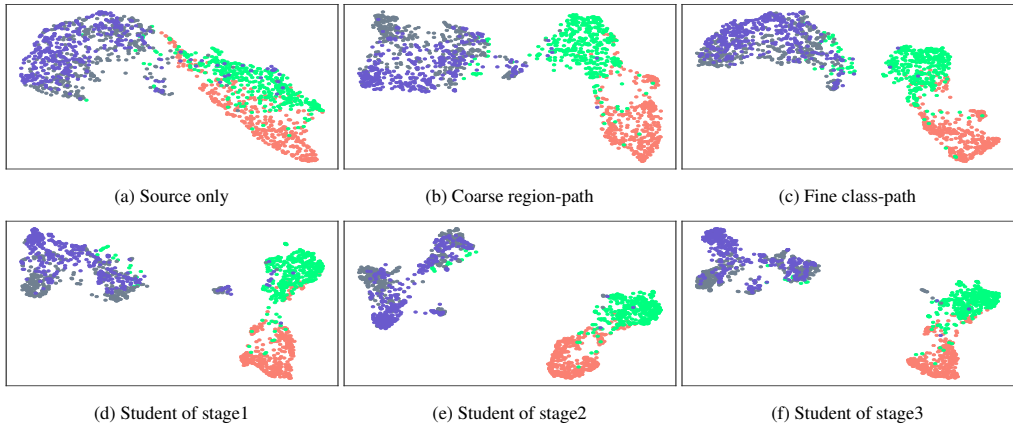 (a) Source only
(b) Coarse region-path
(c) Fine class-path
(d) Student of stage1
(e) Student of stage2
(f) Student of stage3